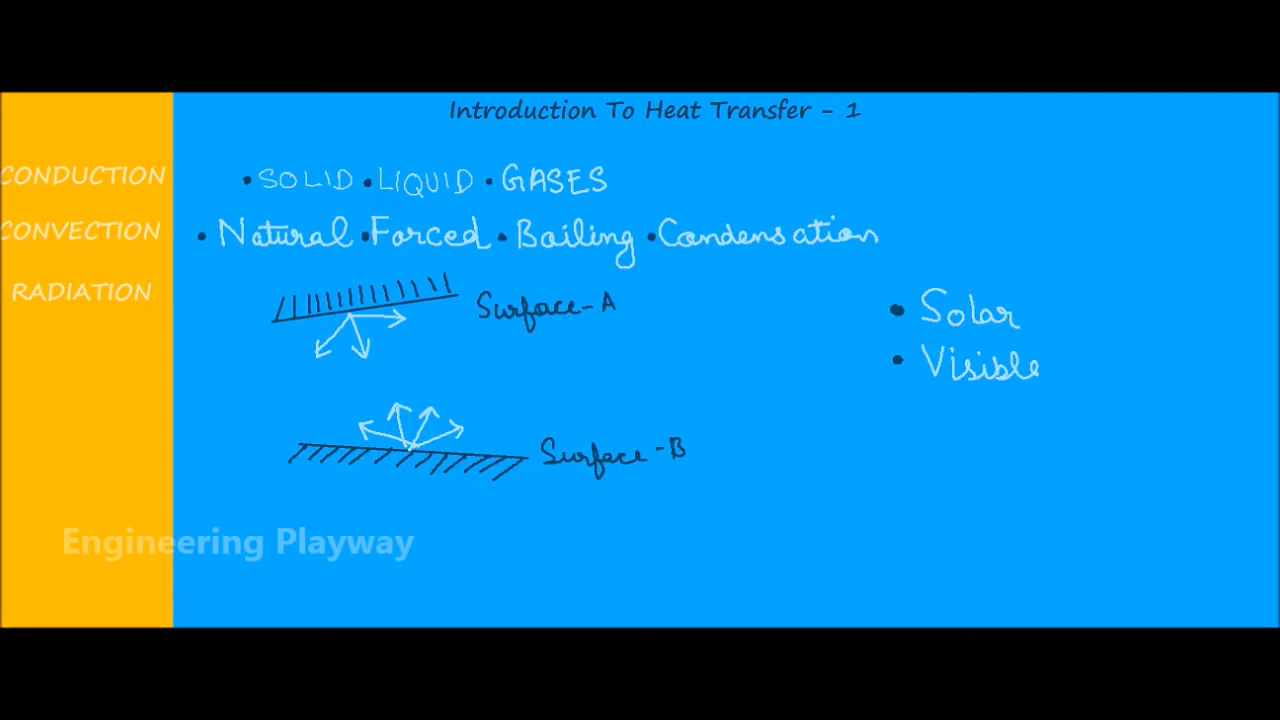 Introduction To Heat Transfer - 1
CONDUCTION • SOLID • LIQUID • GASES
CONVECTION • Natural • Forced • Boiling • Condensation
RADIATION
Surface - A
• Solar
• Visible
Surface - B
Engineering Playway